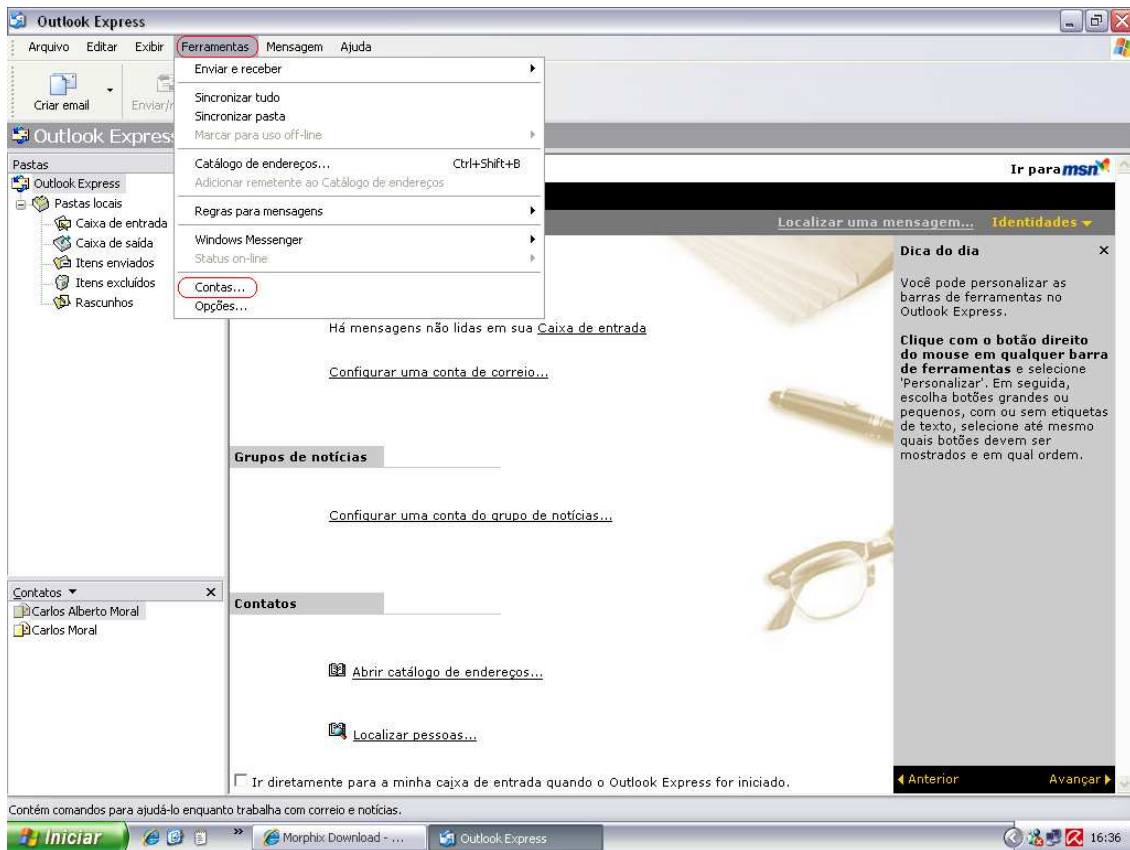 Outlook Express
Arquivo Editar Exibir Ferramentas Mensagem Ajuda
Criar email
Enviar e receber
Sincronizar tudo
Sincronizar pasta
Marcar para uso off-line
Catálogo de endereços... Ctrl+Shift+B
Adicionar remetente ao Catálogo de endereços
Regras para mensagens
Windows Messenger
Status on-line
Contas...
Opções...
Outlook Express
Pastas
Outlook Express
Pastas locais
Caixa de entrada
Caixa de saída
Itens enviados
Itens excluídos
Rascunhos
Ir para msn
Localizar uma mensagem... Identidades
Há mensagens não lidas em sua Caixa de entrada
Configurar uma conta de correio...
Grupos de notícias
Configurar uma conta do grupo de notícias...
Contatos
Abrir catálogo de endereços...
Localizar pessoas...
Ir diretamente para a minha caixa de entrada quando o Outlook Express for iniciado.
Dica do dia
Você pode personalizar as
barras de ferramentas no
Outlook Express.
Clique com o botão direito
do mouse em qualquer barra
de ferramentas e selecione
'Personalizar'. Em seguida,
escolha botões grandes ou
pequenos, com ou sem etiquetas
de texto, selecione até mesmo
quais botões devem ser
mostrados e em qual ordem.
Anterior Avançar
Contatos
Carlos Alberto Moral
Carlos Moral
Contém comandos para ajudá-lo enquanto trabalha com correio e notícias.
Iniciar
Morphix Download - ...
Outlook Express
16:36